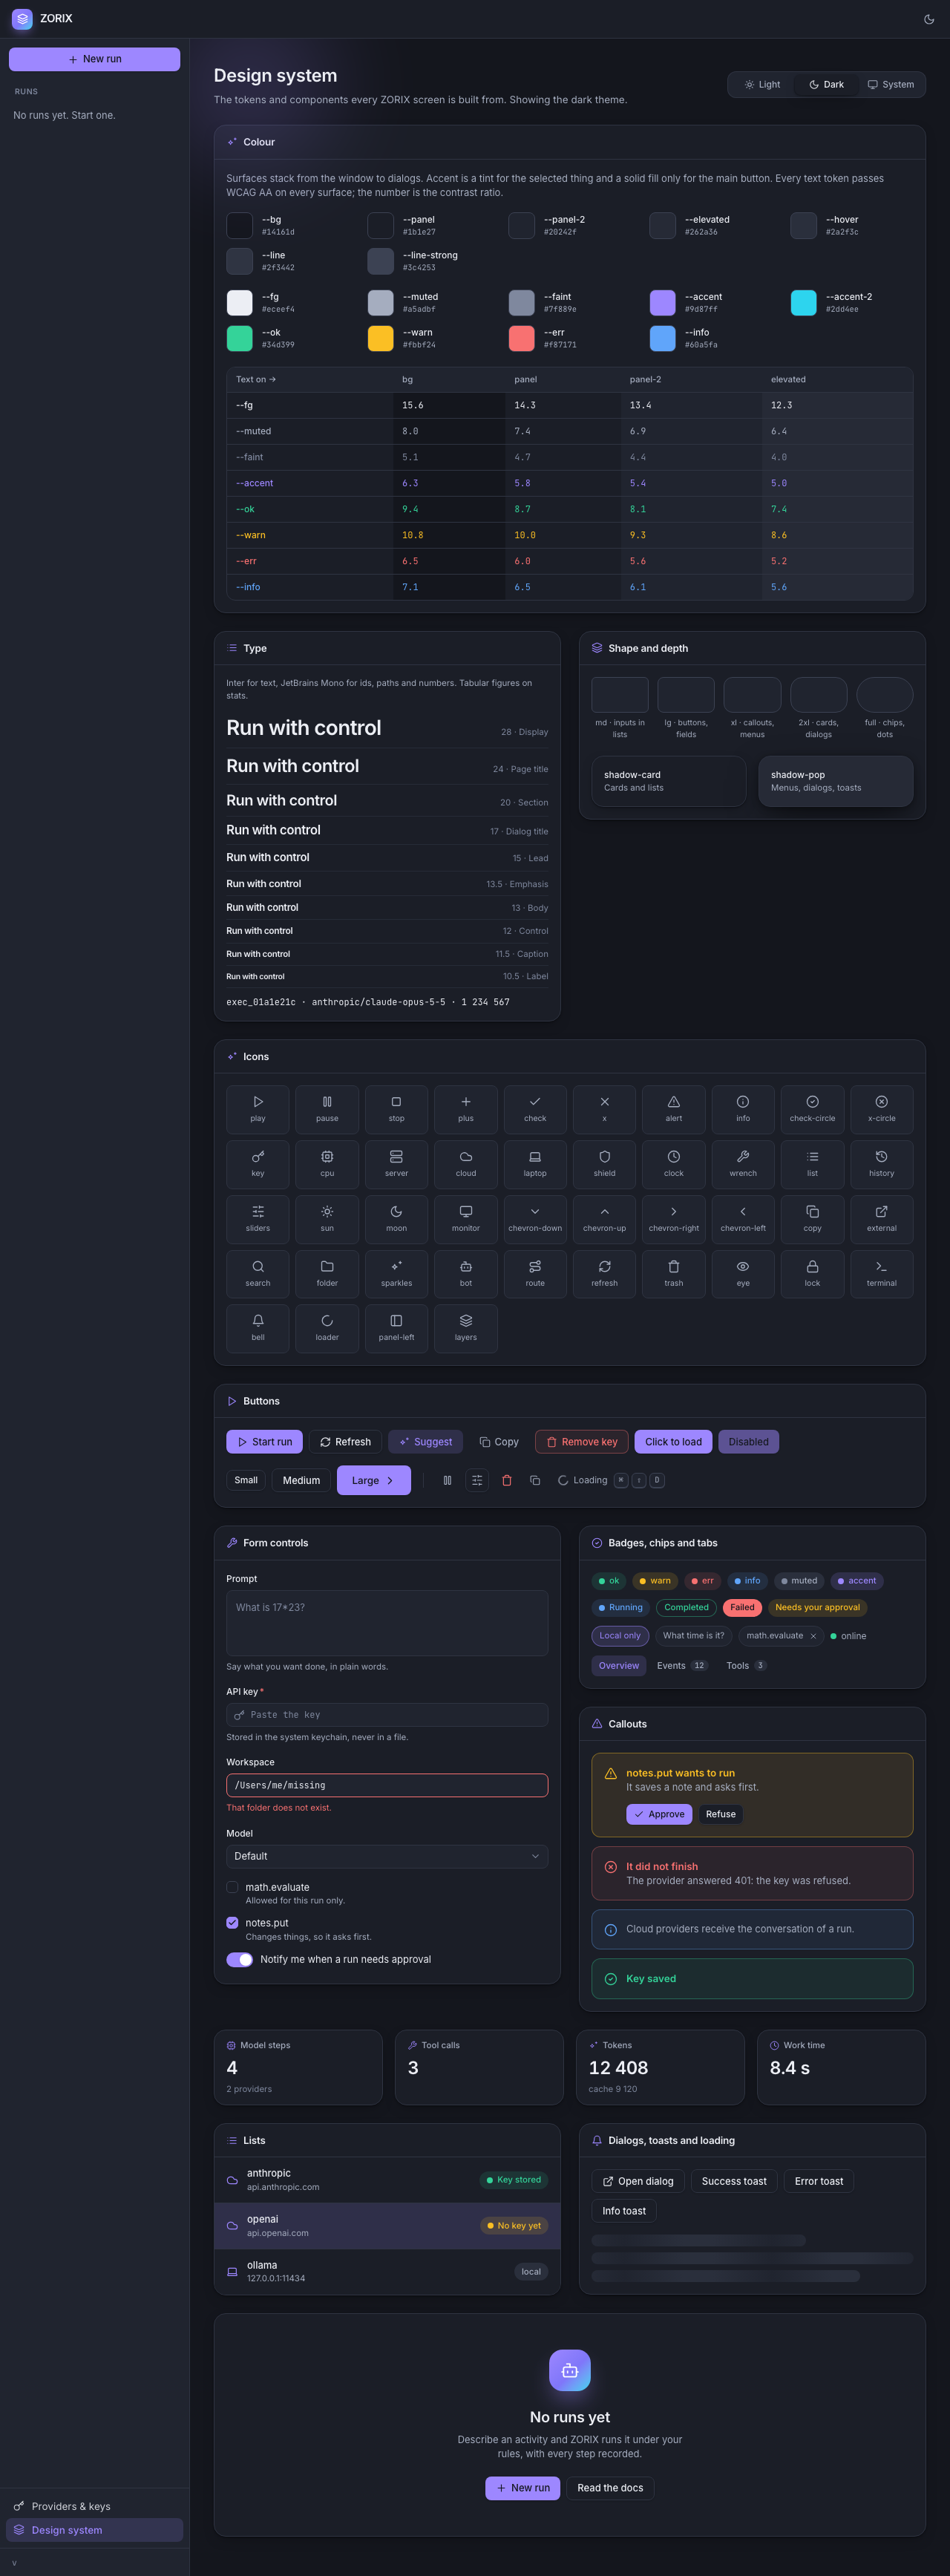 ZORIX
New run
RUNS
No runs yet. Start one.
Design system
The tokens and components every ZORIX screen is built from. Showing the dark theme.
Light Dark System
Colour
Surfaces stack from the window to dialogs. Accent is a tint for the selected thing and a solid fill only for the main button. Every text token passes
WCAG AA on every surface; the number is the contrast ratio.
--bg --panel --panel-2 --elevated --hover
#14161d #1b1e27 #20242f #262a36 #2a2f3c
--line --line-strong
#2f3442 #3c4253
--fg --muted --faint --accent --accent-2
#eceef4 #a5adbf #7f889e #9d87ff #2dd4ee
--ok --warn --err --info
#34d399 #fbbf24 #f87171 #60a5fa
Text on → bg panel panel-2 elevated
--fg 15.6 14.3 13.4 12.3
--muted 8.0 7.4 6.9 6.4
--faint 5.1 4.7 4.4 4.0
--accent 6.3 5.8 5.4 5.0
--ok 9.4 8.7 8.1 7.4
--warn 10.8 10.0 9.3 8.6
--err 6.5 6.0 5.6 5.2
--info 7.1 6.5 6.1 5.6
Type
Inter for text, JetBrains Mono for ids, paths and numbers. Tabular figures on
stats.
Run with control 28 · Display
Run with control 24 · Page title
Run with control 20 · Section
Run with control 17 · Dialog title
Run with control 15 · Lead
Run with control 13.5 · Emphasis
Run with control 13 · Body
Run with control 12 · Control
Run with control 11.5 · Caption
Run with control 10.5 · Label
exec_01a1e21c · anthropic/claude-opus-5-5 · 1 234 567
Shape and depth
md · inputs in lg · buttons, xl · callouts, 2xl · cards, full · chips,
lists fields menus dialogs dots
shadow-card shadow-pop
Cards and lists Menus, dialogs, toasts
Icons
play pause stop plus check x alert info check-circle x-circle
key cpu server cloud laptop shield clock wrench list history
sliders sun moon monitor chevron-down chevron-up chevron-right chevron-left copy external
search folder sparkles bot route refresh trash eye lock terminal
bell loader panel-left layers
Buttons
Start run Refresh Suggest Copy Remove key Click to load Disabled
Small Medium Large Loading ⌘ ⇧ D
Form controls
Prompt
What is 17*23?
Say what you want done, in plain words.
API key *
Paste the key
Stored in the system keychain, never in a file.
Workspace
/Users/me/missing
That folder does not exist.
Model
Default
math.evaluate
Allowed for this run only.
notes.put
Changes things, so it asks first.
Notify me when a run needs approval
Badges, chips and tabs
ok warn err info muted accent
Running Completed Failed Needs your approval
Local only What time is it? math.evaluate × online
Overview Events 12 Tools 3
Callouts
notes.put wants to run
It saves a note and asks first.
Approve Refuse
It did not finish
The provider answered 401: the key was refused.
Cloud providers receive the conversation of a run.
Key saved
Model steps Tool calls Tokens Work time
4 3 12 408 8.4 s
2 providers cache 9 120
Lists
anthropic
api.anthropic.com
Key stored
openai
api.openai.com
No key yet
ollama
127.0.0.1:11434
local
Dialogs, toasts and loading
Open dialog Success toast Error toast
Info toast
No runs yet
Describe an activity and ZORIX runs it under your
rules, with every step recorded.
New run Read the docs
Providers & keys
Design system
v